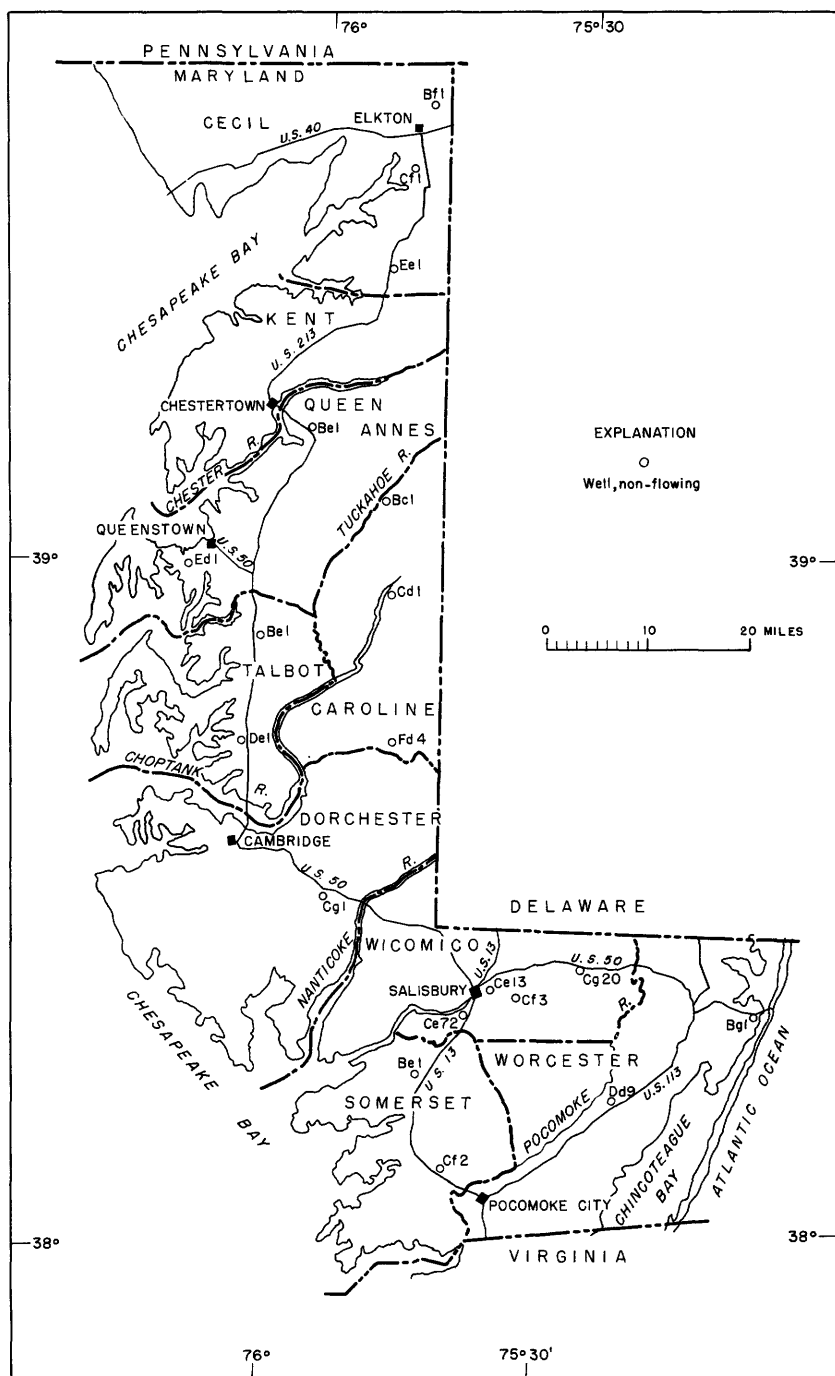 76°
75°30
PENNSYLVANIA
MARYLAND
Bf1
CECIL
U.S. 40
ELKTON
Cf1
Ee1
CHESAPEAKE BAY
KENT
U.S. 213
CHESTERTOWN
QUEEN
ANNES
Be1
CHESTER R.
TUCKAHOE R.
Bc1
EXPLANATION
Well, non-flowing
QUEENSTOWN
U.S. 50
39°
39°
Ed1
Cd1
Be1
0 10 20 MILES
TALBOT
CAROLINE
De1
Fd4
CHOPTANK R.
DORCHESTER
CAMBRIDGE
U.S. 50
Cg1
NANTICOKE R.
DELAWARE
WICOMICO
U.S. 13
U.S. 50
Cg20
SALISBURY
Ce13
Cf3
R.
Ce72
Bg1
CHESAPEAKE
BAY
Be1
U.S. 13
WORCESTER
SOMERSET
POCOMOKE
Dd9
U.S. 113
CHINCOTEAGUE
BAY
ATLANTIC OCEAN
Cf2
POCOMOKE CITY
38°
38°
VIRGINIA
76°
75°30'